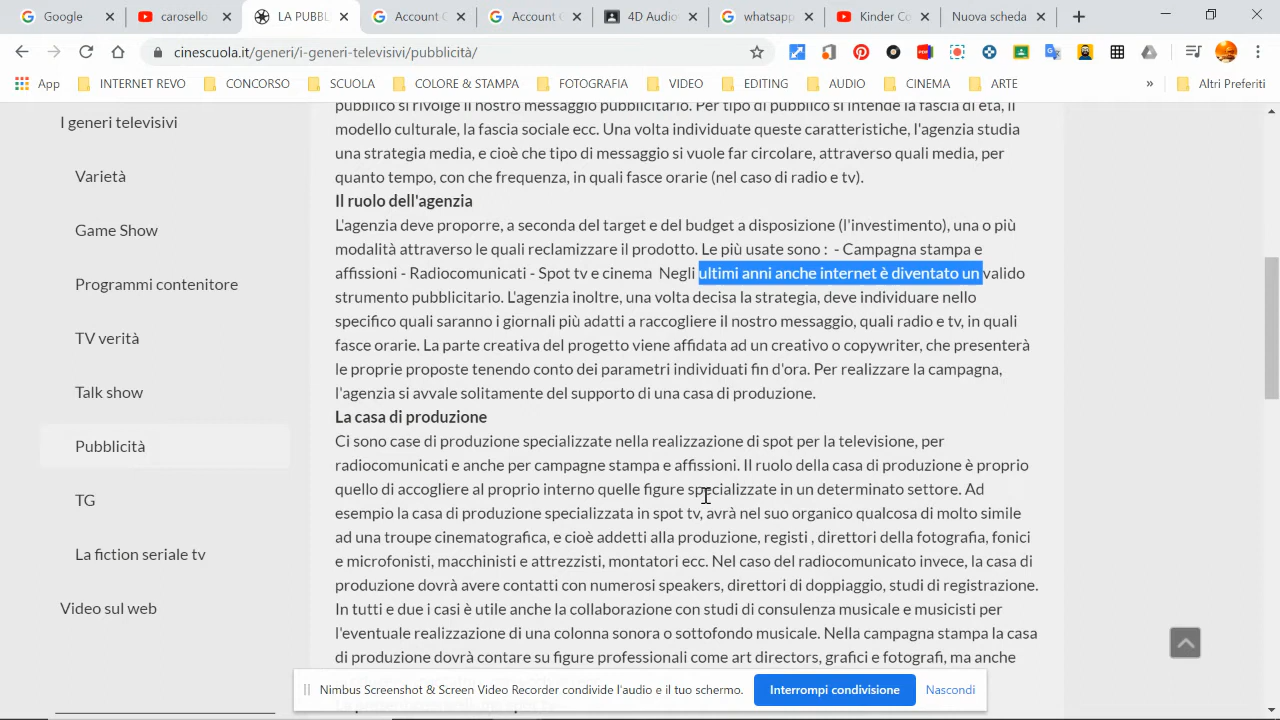 Google
carosello
LA PUBBL
Account G
Account G
4D Audio
whatsapp
Kinder Co
Nuova scheda
cinescuola.it/generi/i-generi-televisivi/pubblicità/
App
INTERNET REVO
CONCORSO
SCUOLA
COLORE & STAMPA
FOTOGRAFIA
VIDEO
EDITING
AUDIO
CINEMA
ARTE
»
Altri Preferiti
I generi televisivi
Varietà
Game Show
Programmi contenitore
TV verità
Talk show
Pubblicità
TG
La fiction seriale tv
Video sul web
pubblico si rivolge il nostro messaggio pubblicitario. Per tipo di pubblico si intende la fascia di età, il
modello culturale, la fascia sociale ecc. Una volta individuate queste caratteristiche, l'agenzia studia
una strategia media, e cioè che tipo di messaggio si vuole far circolare, attraverso quali media, per
quanto tempo, con che frequenza, in quali fasce orarie (nel caso di radio e tv).
Il ruolo dell'agenzia
L'agenzia deve proporre, a seconda del target e del budget a disposizione (l'investimento), una o più
modalità attraverso le quali reclamizzare il prodotto. Le più usate sono :  - Campagna stampa e
affissioni - Radiocomunicati - Spot tv e cinema  Negli ultimi anni anche internet è diventato un valido
strumento pubblicitario. L'agenzia inoltre, una volta decisa la strategia, deve individuare nello
specifico quali saranno i giornali più adatti a raccogliere il nostro messaggio, quali radio e tv, in quali
fasce orarie. La parte creativa del progetto viene affidata ad un creativo o copywriter, che presenterà
le proprie proposte tenendo conto dei parametri individuati fin d'ora. Per realizzare la campagna,
l'agenzia si avvale solitamente del supporto di una casa di produzione.
La casa di produzione
Ci sono case di produzione specializzate nella realizzazione di spot per la televisione, per
radiocomunicati e anche per campagne stampa e affissioni. Il ruolo della casa di produzione è proprio
quello di accogliere al proprio interno quelle figure specializzate in un determinato settore. Ad
esempio la casa di produzione specializzata in spot tv, avrà nel suo organico qualcosa di molto simile
ad una troupe cinematografica, e cioè addetti alla produzione, registi , direttori della fotografia, fonici
e microfonisti, macchinisti e attrezzisti, montatori ecc. Nel caso del radiocomunicato invece, la casa di
produzione dovrà avere contatti con numerosi speakers, direttori di doppiaggio, studi di registrazione.
In tutti e due i casi è utile anche la collaborazione con studi di consulenza musicale e musicisti per
l'eventuale realizzazione di una colonna sonora o sottofondo musicale. Nella campagna stampa la casa
di produzione dovrà contare su figure professionali come art directors, grafici e fotografi, ma anche
Nimbus Screenshot & Screen Video Recorder condivide l'audio e il tuo schermo.
Interrompi condivisione
Nascondi